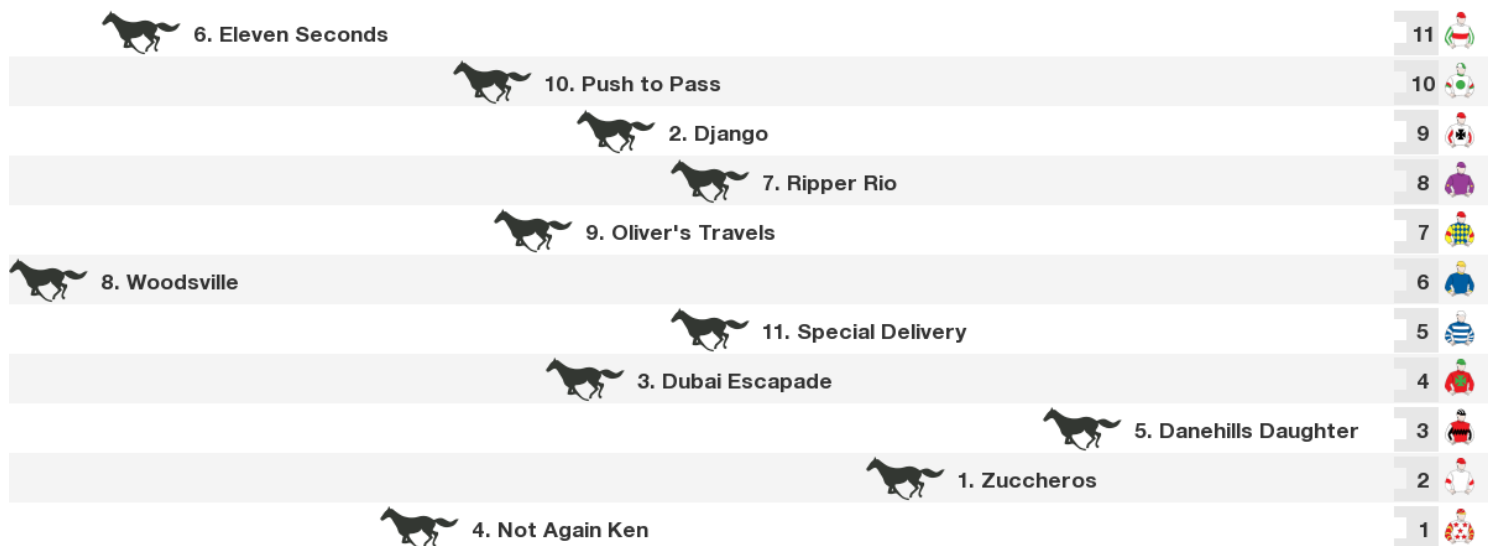 6. Eleven Seconds 11
10. Push to Pass 10
2. Django 9
7. Ripper Rio 8
9. Oliver's Travels 7
8. Woodsville 6
11. Special Delivery 5
3. Dubai Escapade 4
5. Danehills Daughter 3
1. Zuccheros 2
4. Not Again Ken 1